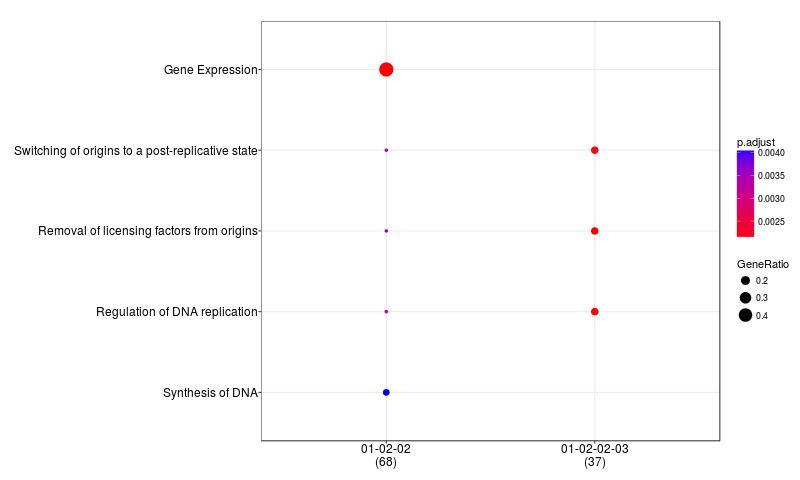 Gene Expression
Switching of origins to a post-replicative state
Removal of licensing factors from origins
Regulation of DNA replication
Synthesis of DNA
01-02-02
(68)
01-02-02-03
(37)
p.adjust
0.0040
0.0035
0.0030
0.0025
GeneRatio
0.2
0.3
0.4